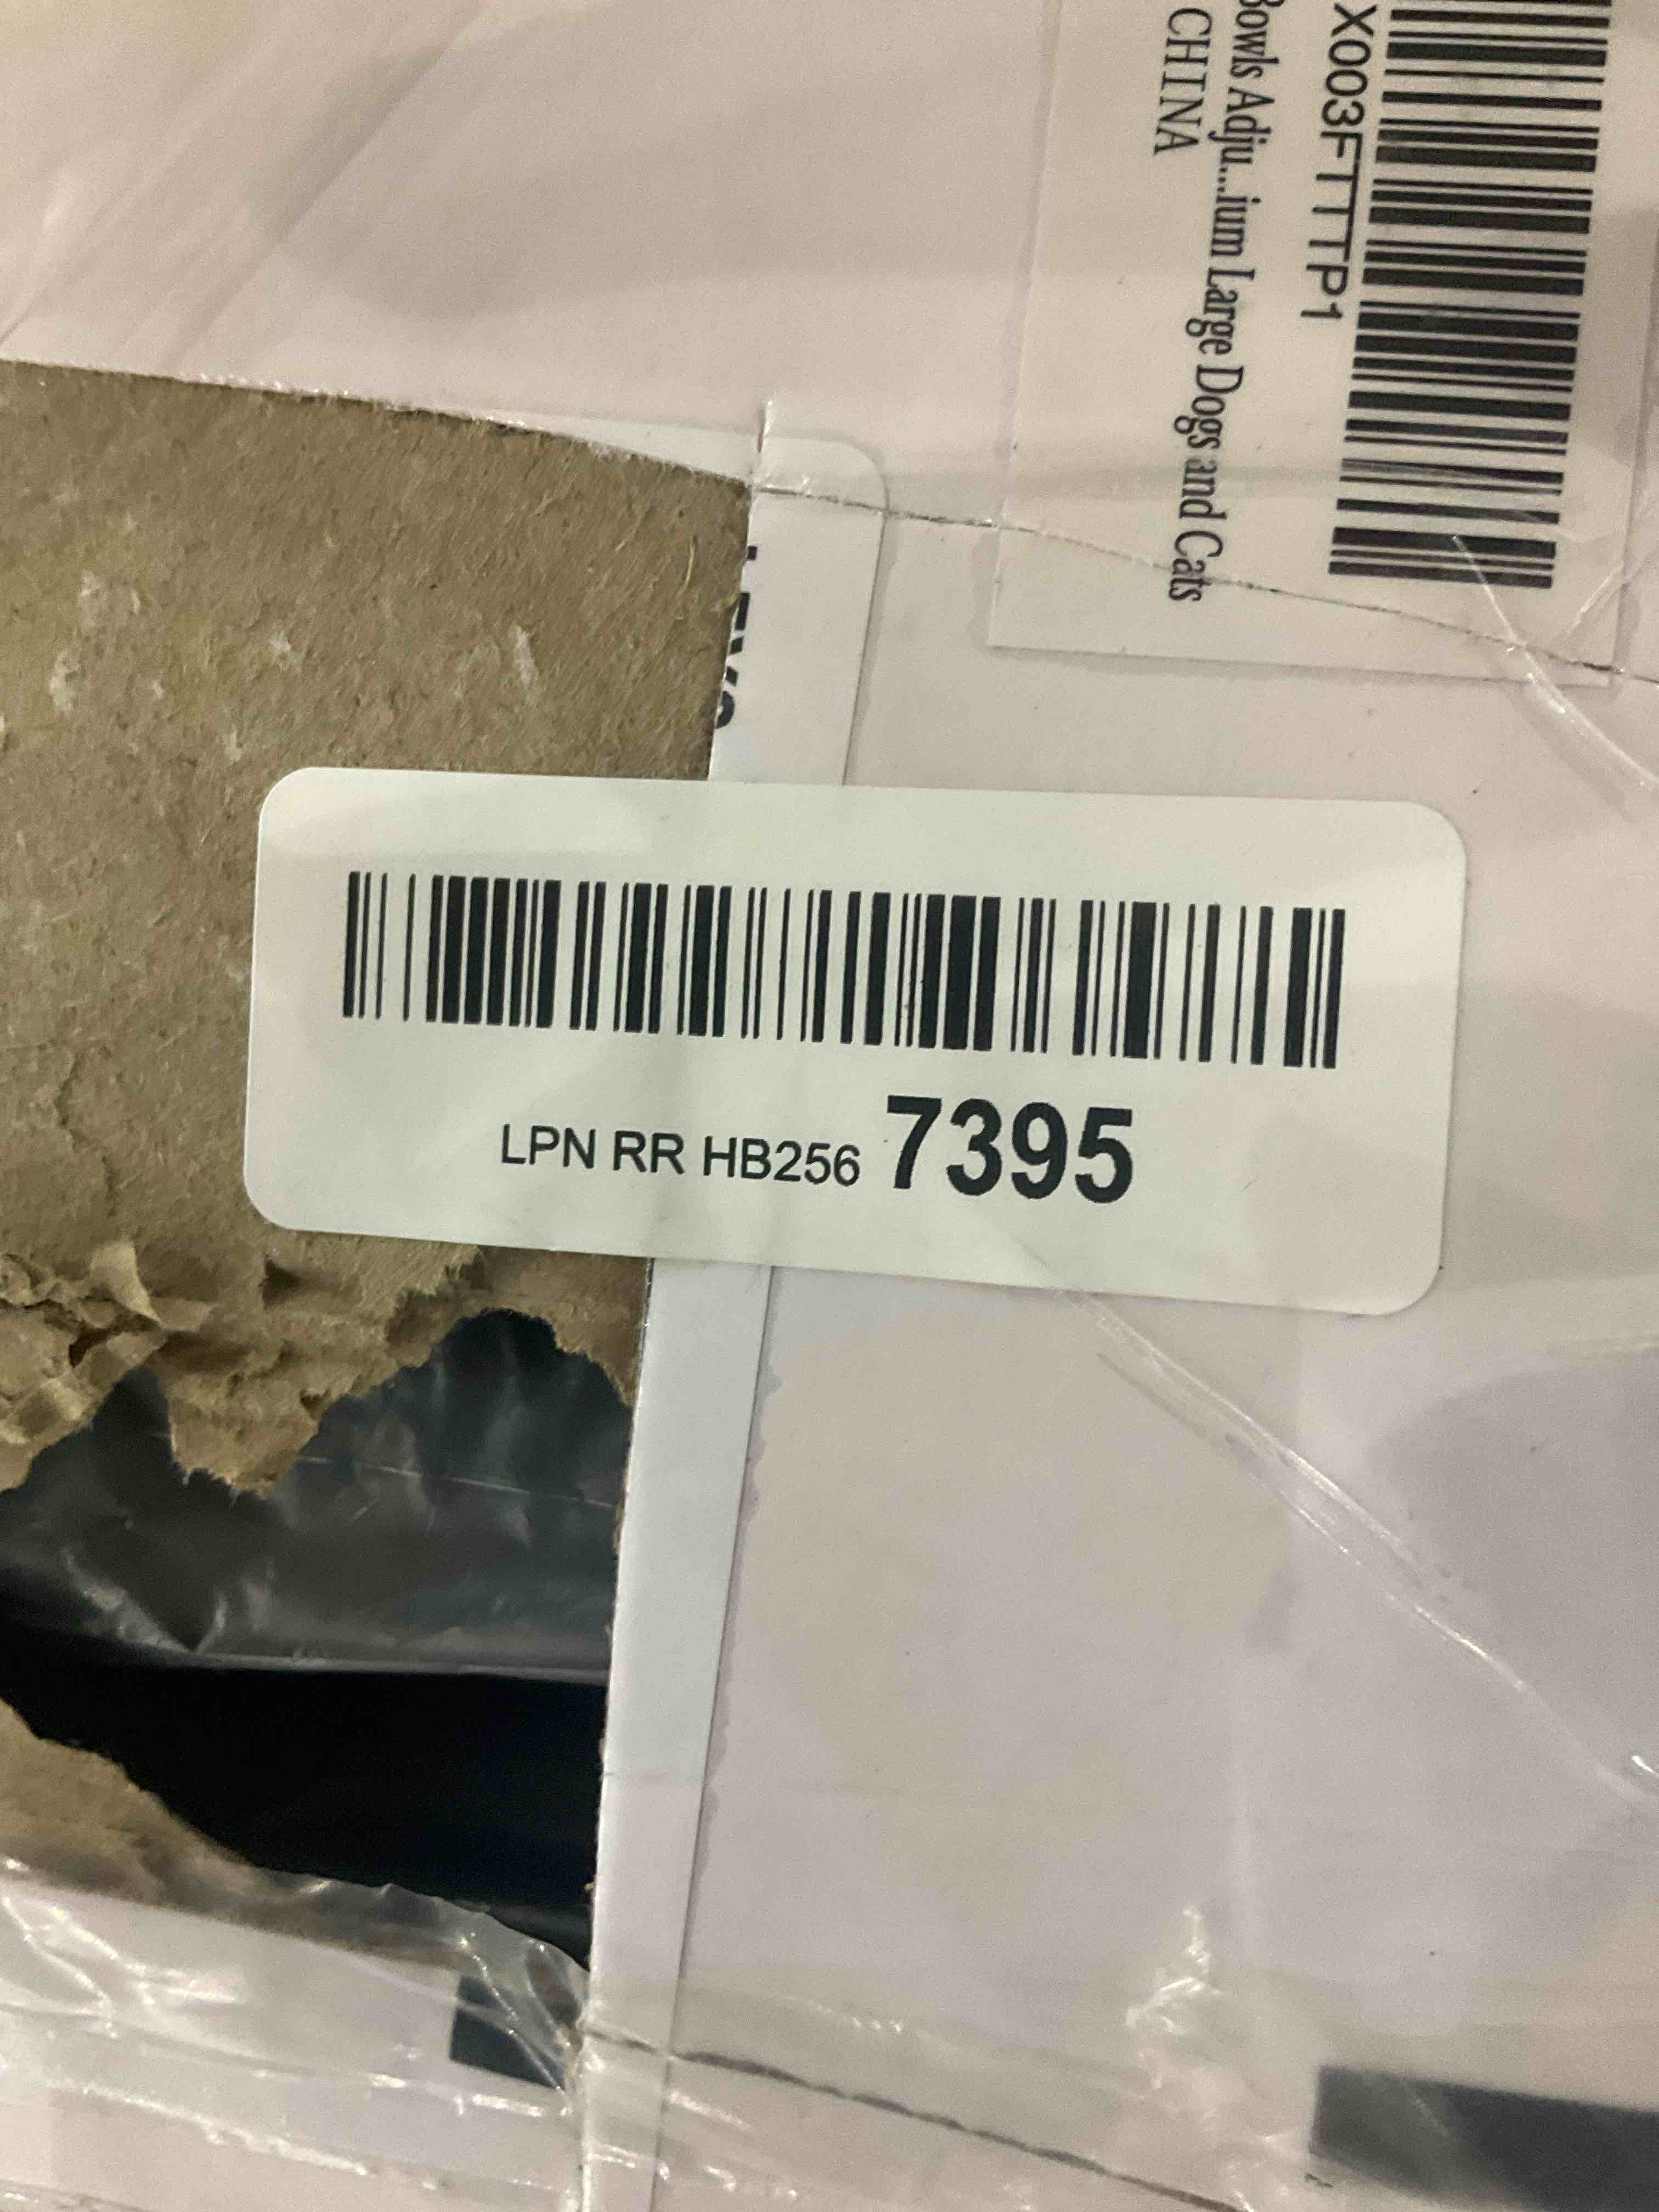 X003FTTTP1
Bowls Adju...ium Large Dogs and Cats
CHINA
LPN RR HB256 7395